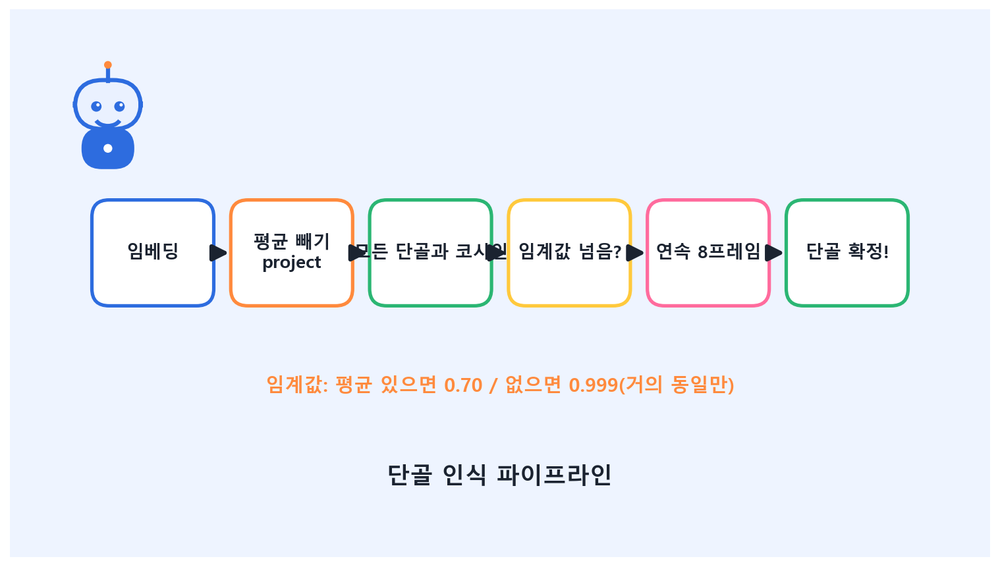 임베딩
평균 빼기
project
모든 단골과 코사인
임계값 넘음?
연속 8프레임
단골 확정!
임계값: 평균 있으면 0.70 / 없으면 0.999(거의 동일만)
단골 인식 파이프라인